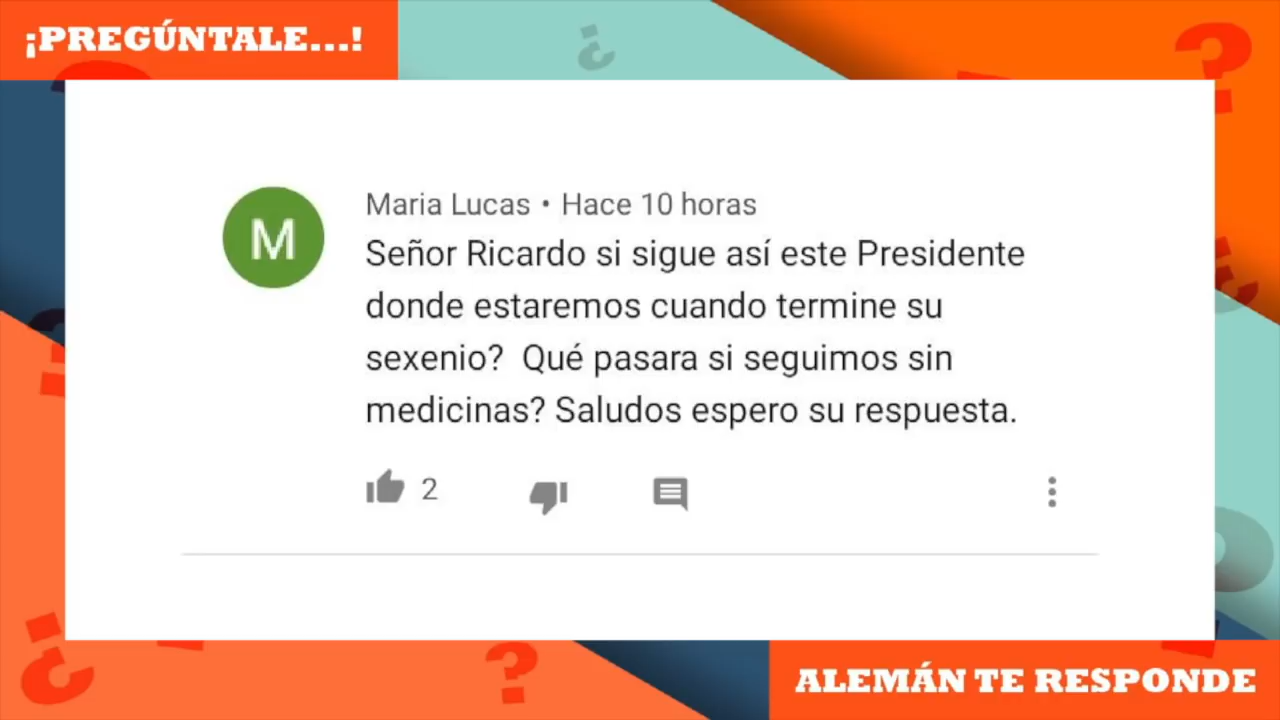 ¡PREGÚNTALE...!
M
Maria Lucas • Hace 10 horas
Señor Ricardo si sigue así este Presidente
donde estaremos cuando termine su
sexenio?  Qué pasara si seguimos sin
medicinas? Saludos espero su respuesta.
2
ALEMÁN TE RESPONDE